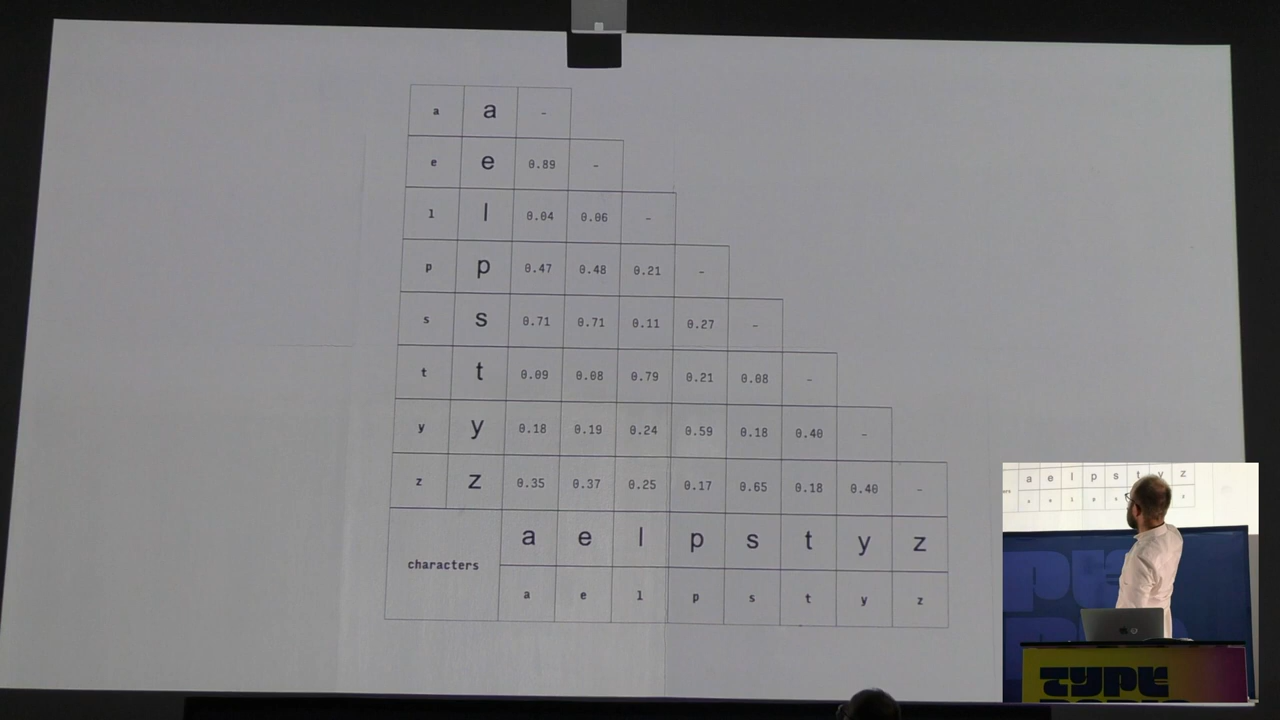 a a -
e e 0.89 -
l l 0.04 0.06 -
p p 0.47 0.48 0.21 -
s s 0.71 0.71 0.11 0.27 -
t t 0.09 0.08 0.79 0.21 0.08 -
y y 0.18 0.19 0.24 0.59 0.18 0.40 -
z z 0.35 0.37 0.25 0.17 0.65 0.18 0.40 -
characters
a e l p s t y z
a e l p s t y z
a e l p s t y z
TYPE